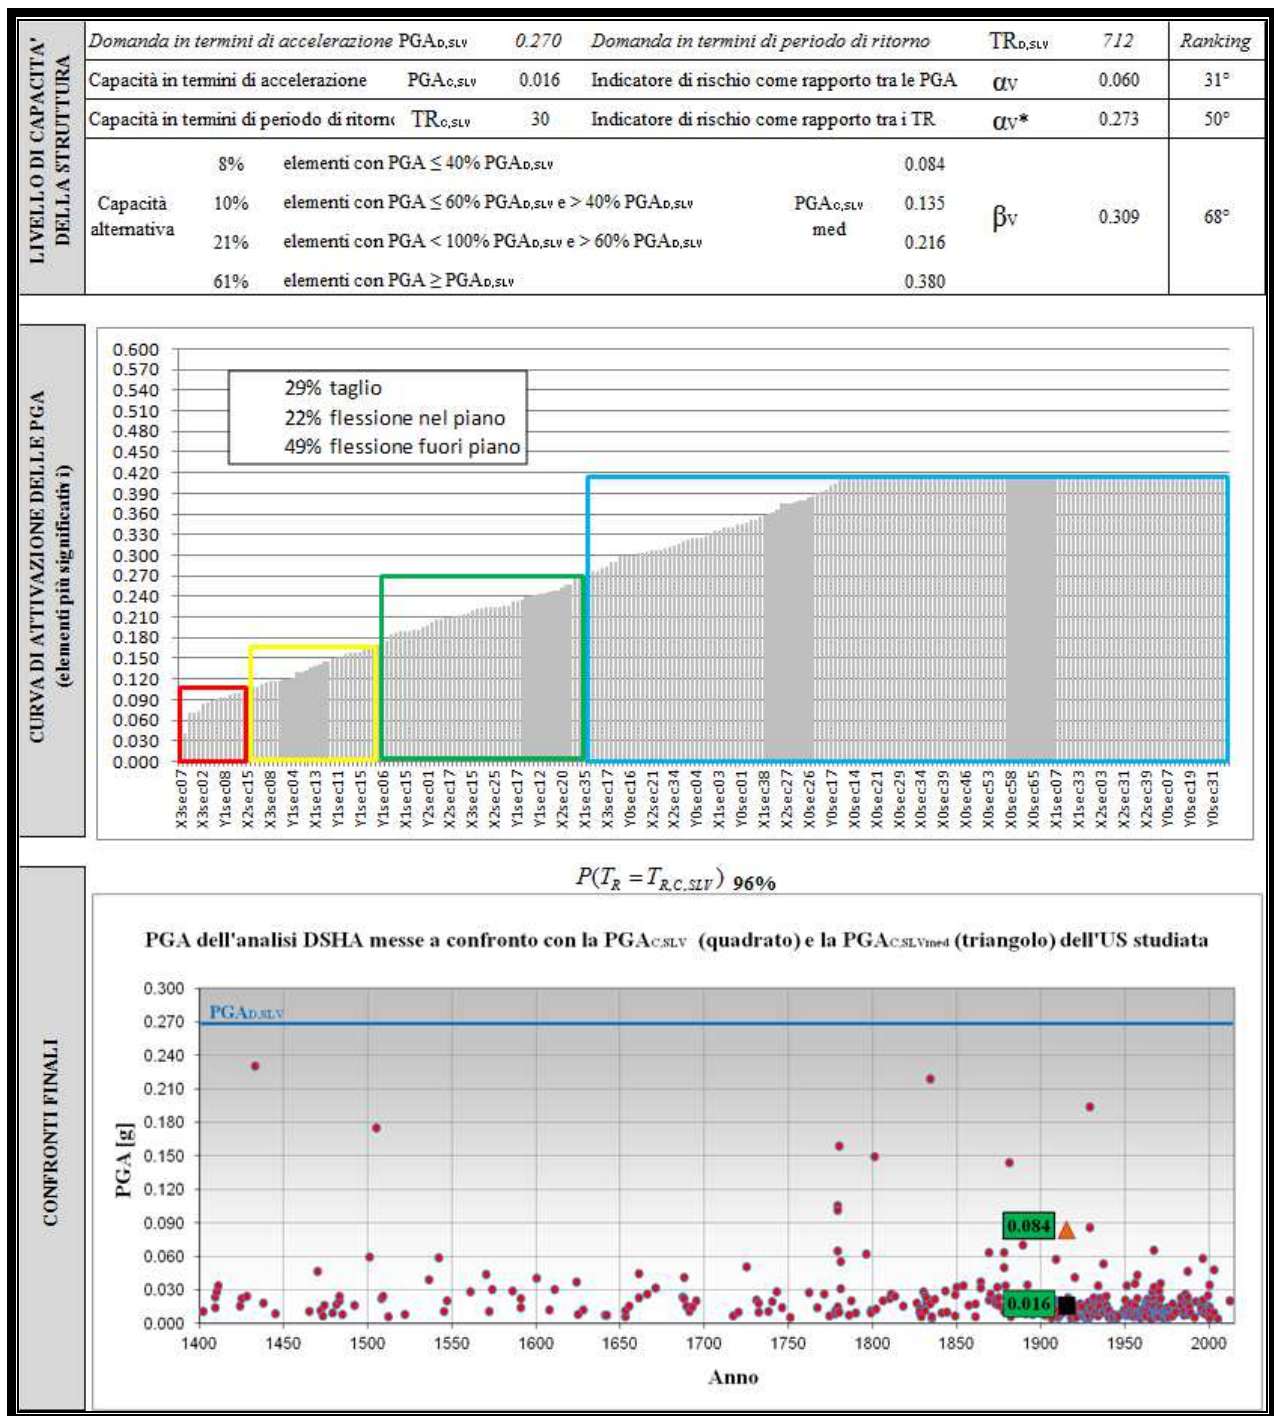 LIVELLO DI CAPACITA'
DELLA STRUTTURA
Domanda in termini di accelerazione PGAD,SLV 0.270 Domanda in termini di periodo di ritorno TRD,SLV 712 Ranking
Capacità in termini di accelerazione PGAC,SLV 0.016 Indicatore di rischio come rapporto tra le PGA αV 0.060 31°
Capacità in termini di periodo di ritorno TRC,SLV 30 Indicatore di rischio come rapporto tra i TR αV* 0.273 50°
Capacità
alternativa
8% elementi con PGA ≤ 40% PGAD,SLV 0.084
10% elementi con PGA ≤ 60% PGAD,SLV e > 40% PGAD,SLV 0.135
21% elementi con PGA < 100% PGAD,SLV e > 60% PGAD,SLV 0.216
61% elementi con PGA ≥ PGAD,SLV 0.380
PGAC,SLV
med
βV 0.309 68°
CURVA DI ATTIVAZIONE DELLE PGA
(elementi più significativi)
0.600
0.570
0.540
0.510
0.480
0.450
0.420
0.390
0.360
0.330
0.300
0.270
0.240
0.210
0.180
0.150
0.120
0.090
0.060
0.030
0.000
29% taglio
22% flessione nel piano
49% flessione fuori piano
X3sec07
X3sec02
Y1sec08
X2sec15
X3sec08
Y1sec04
X1sec13
Y1sec11
Y1sec15
Y1sec06
X1sec15
Y2sec01
X2sec17
X3sec15
X2sec25
Y1sec17
Y1sec12
X2sec20
X1sec35
X3sec17
Y0sec16
X2sec21
X2sec34
Y0sec04
X1sec03
Y0sec01
X1sec38
X2sec27
X0sec26
Y0sec17
X0sec14
X0sec21
X0sec29
X0sec34
X0sec39
X0sec46
X0sec53
X0sec58
X0sec65
X1sec07
X1sec33
X2sec03
X2sec31
X2sec39
Y0sec07
Y0sec19
Y0sec31
CONFRONTI FINALI
P(TR = TR,C,SLV) 96%
PGA dell'analisi DSHA messe a confronto con la PGAC,SLV (quadrato) e la PGAC,SLVmed (triangolo) dell'US studiata
PGA [g]
0.300
0.270
0.240
0.210
0.180
0.150
0.120
0.090
0.060
0.030
0.000
PGAD,SLV
0.084
0.016
1400 1450 1500 1550 1600 1650 1700 1750 1800 1850 1900 1950 2000
Anno